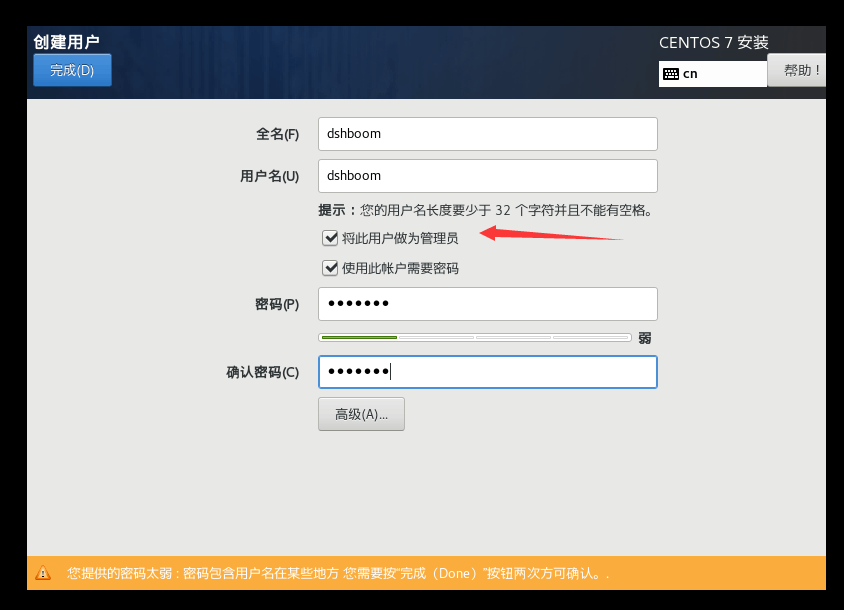 创建用户
CENTOS 7 安装
完成(D)
cn
帮助！
全名(F)
dshboom
用户名(U)
dshboom
提示：您的用户名长度要少于 32 个字符并且不能有空格。
将此用户做为管理员
使用此帐户需要密码
密码(P)
●●●●●●●
弱
确认密码(C)
●●●●●●●
高级(A)...
您提供的密码太弱 : 密码包含用户名在某些地方 您需要按“完成（Done）”按钮两次方可确认。.